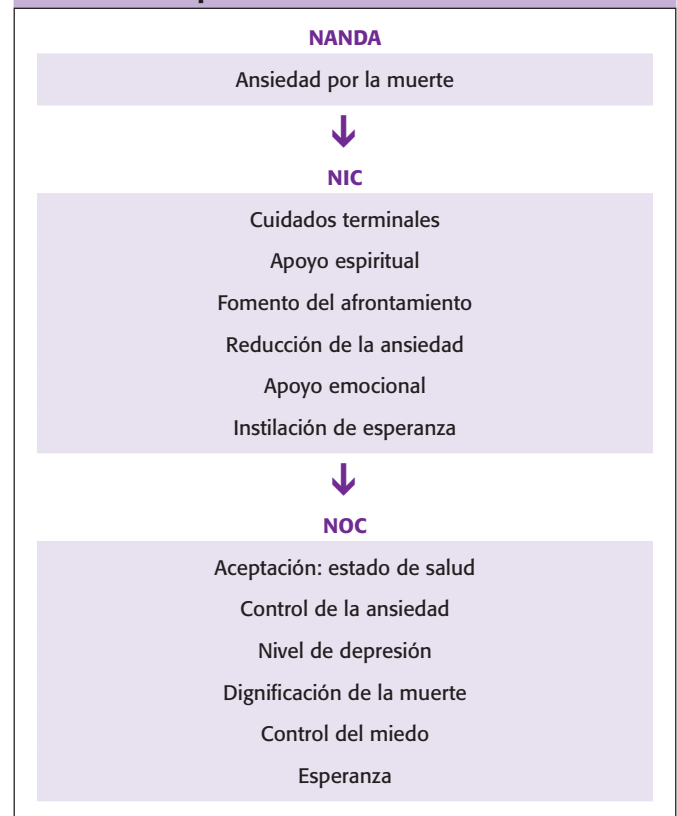 NANDA
Ansiedad por la muerte
NIC
Cuidados terminales
Apoyo espiritual
Fomento del afrontamiento
Reducción de la ansiedad
Apoyo emocional
Instilación de esperanza
NOC
Aceptación: estado de salud
Control de la ansiedad
Nivel de depresión
Dignificación de la muerte
Control del miedo
Esperanza